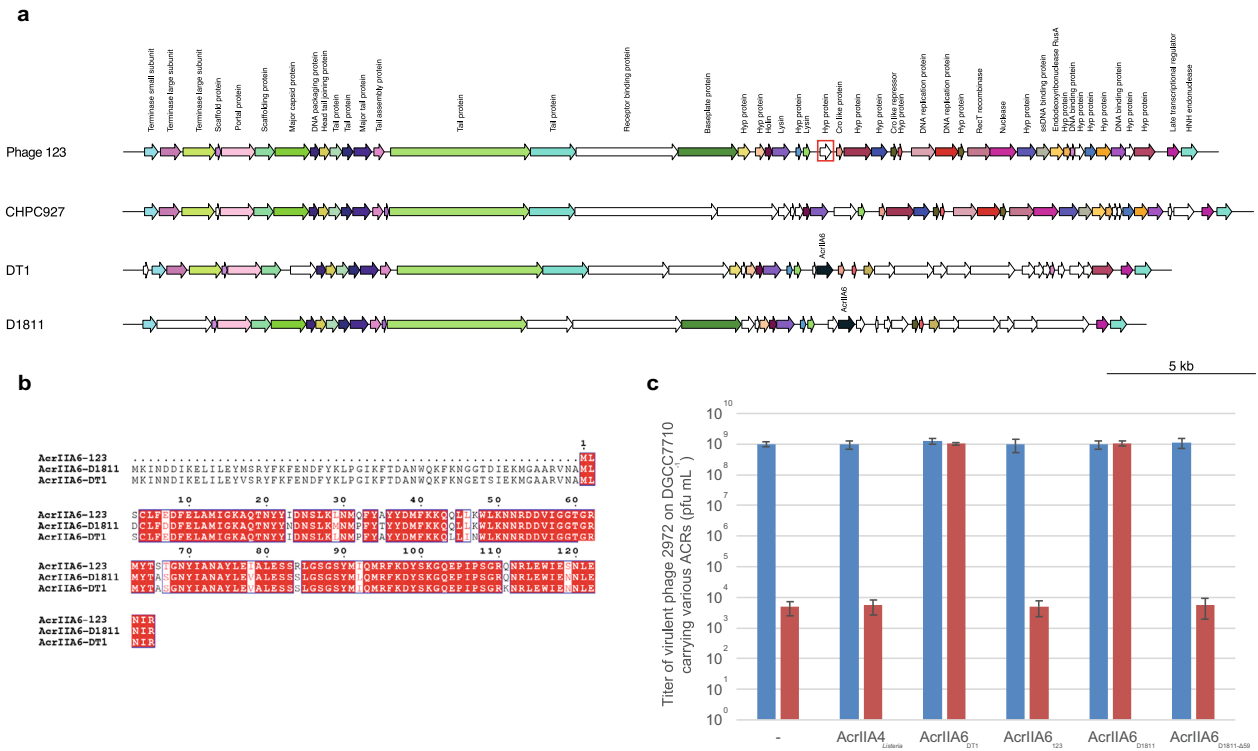 a
Terminase small subunit
Terminase large subunit
Terminase large subunit
Scaffold protein
Portal protein
Scaffolding protein
Major capsid protein
DNA packaging protein
Head tail joining protein
Tail protein
Tail protein
Major tail protein
Tail assembly protein
Tail protein
Tail protein
Receptor binding protein
Baseplate protein
Hyp protein
Hyp protein
Holin
Lysin
Hyp protein
Lysin
Hyp protein
Cro like protein
Hyp protein
Hyp protein
Cro like repressor
Hyp protein
DNA replication protein
DNA replication protein
Hyp protein
RecT recombinase
Nuclease
Hyp protein
ssDNA binding protein
Endodeoxyribonuclease RusA
Hyp protein
DNA binding protein
Hyp protein
Hyp protein
Hyp protein
DNA binding protein
Hyp protein
Hyp protein
Late transcriptional regulator
HNH endonuclease
Phage 123
CHPC927
DT1
AcrIIA6
D1811
AcrIIA6
5 kb
b
1
AcrIIA6-123 ......................................................... ML
AcrIIA6-D1811 MKINDDIKELILEYMSRYFKFENDFYKLPGIKFTDANWQKFKNGGTDIEKMGAARVNAML
AcrIIA6-DT1 MKINDDIKELILEYVSRYFKFENDFYKLPGIKFTDANWQKFKNGETSIEKMGAARVNAML
10 20 30 40 50 60
AcrIIA6-123
AcrIIA6-D1811
AcrIIA6-DT1
70 80 90 100 110 120
AcrIIA6-123
AcrIIA6-D1811
AcrIIA6-DT1
AcrIIA6-123 NIR
AcrIIA6-D1811 NIR
AcrIIA6-DT1 NIR
c
Titer of virulent phage 2972 on DGCC7710
carrying various ACRs (pfu mL-1)
10^10
10^9
10^8
10^7
10^6
10^5
10^4
10^3
10^2
10^1
10^0
-
AcrIIA4 Listeria
AcrIIA6 DT1
AcrIIA6 123
AcrIIA6 D1811
AcrIIA6 D1811-Δ59